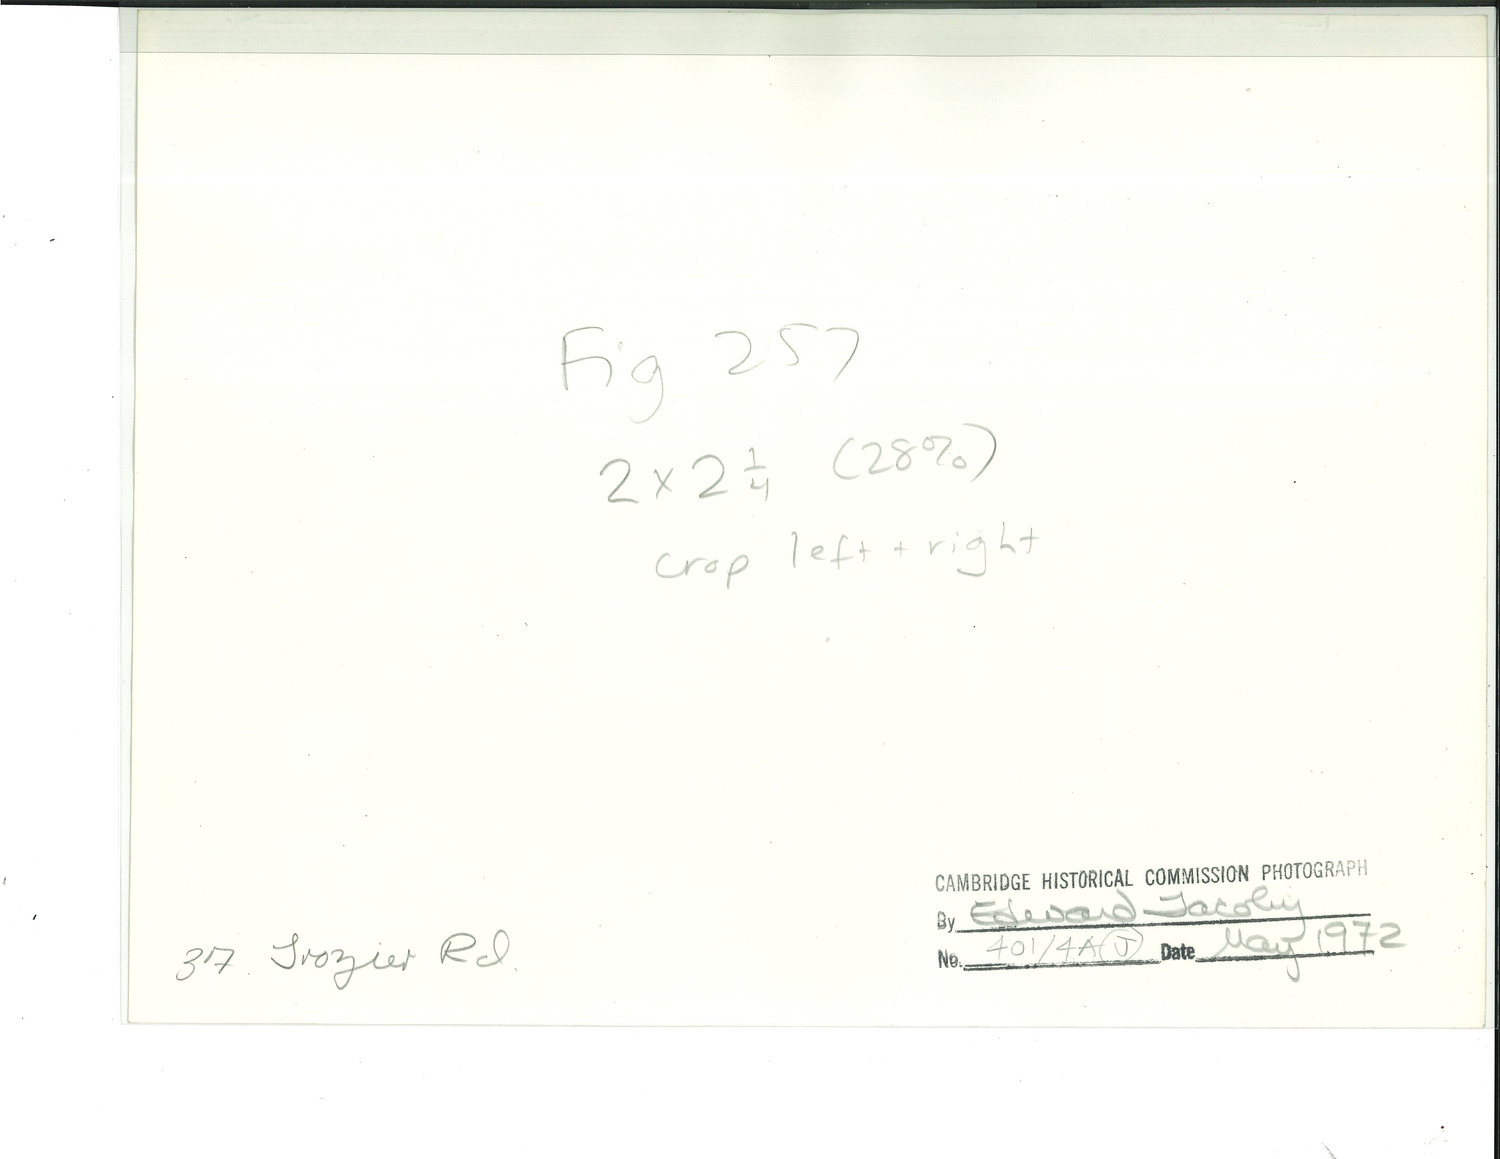 Fig 257
2 x 2 1/4 (28%)
crop left + right
CAMBRIDGE HISTORICAL COMMISSION PHOTOGRAPH
By Edward Jacoby
No. 401/4A (J) Date May 1972
37 Frozier Rd.